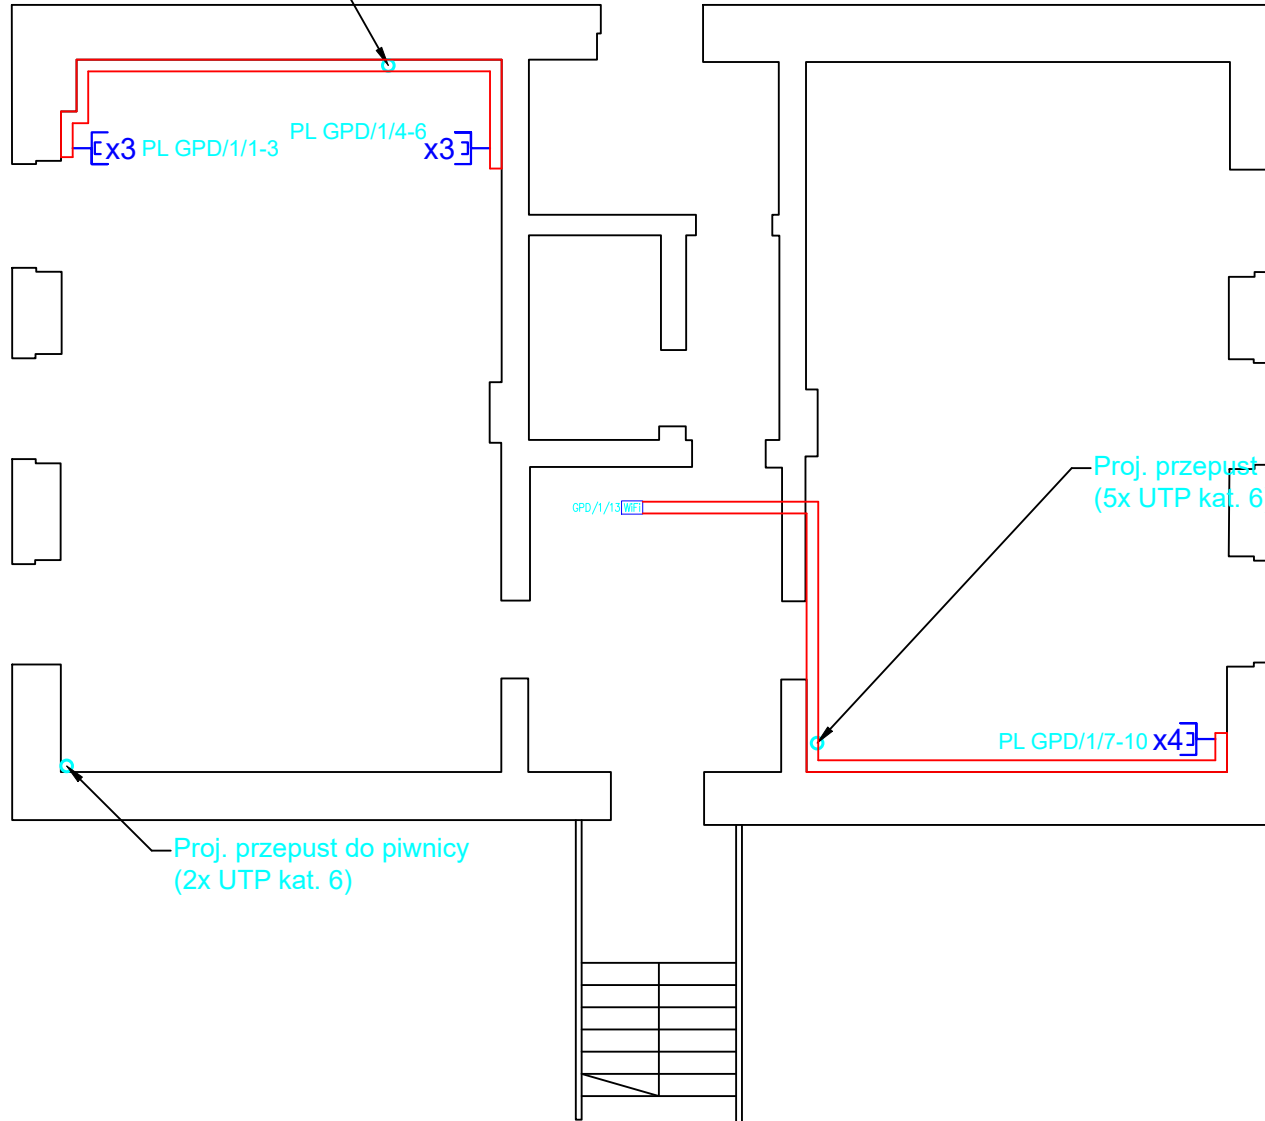 PL GPD/1/4-6
x3 PL GPD/1/1-3
x3
Proj. przepust
(5x UTP kat. 6
GPD/1/13 WiFi
PL GPD/1/7-10 x4
Proj. przepust do piwnicy
(2x UTP kat. 6)